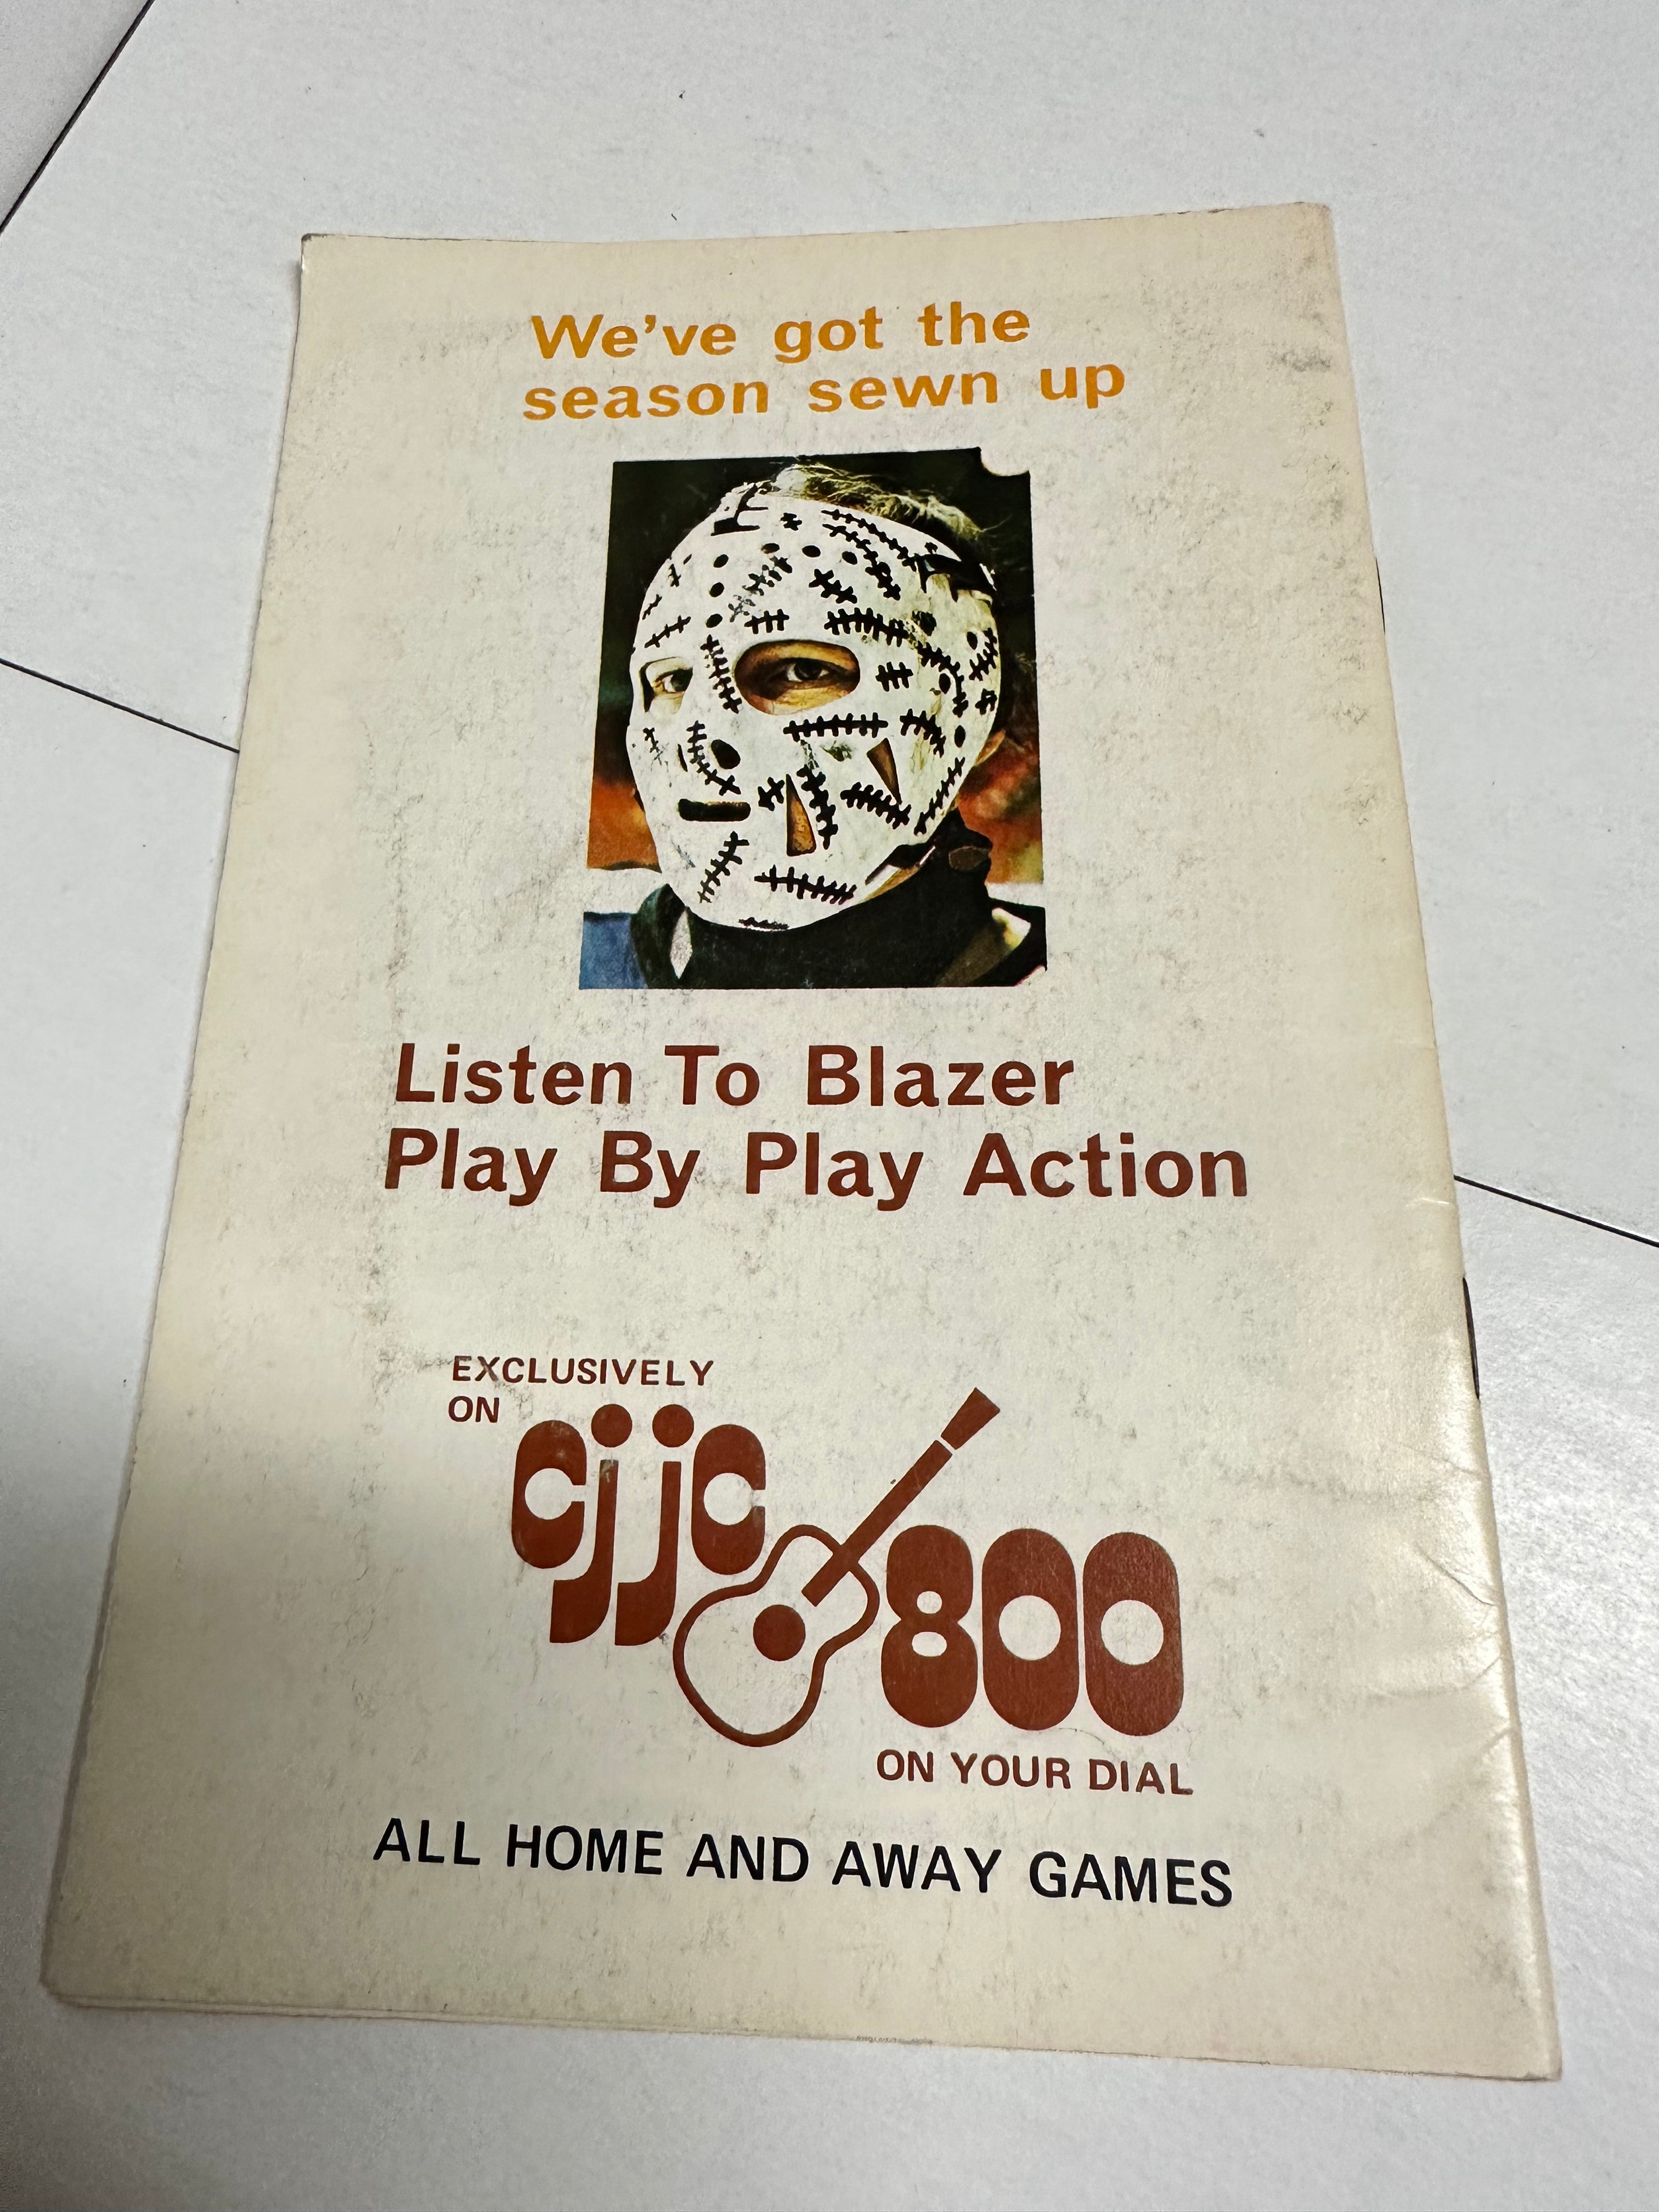 We've got the
season sewn up
Listen To Blazer
Play By Play Action
EXCLUSIVELY
ON
cjjc 800
ON YOUR DIAL
ALL HOME AND AWAY GAMES